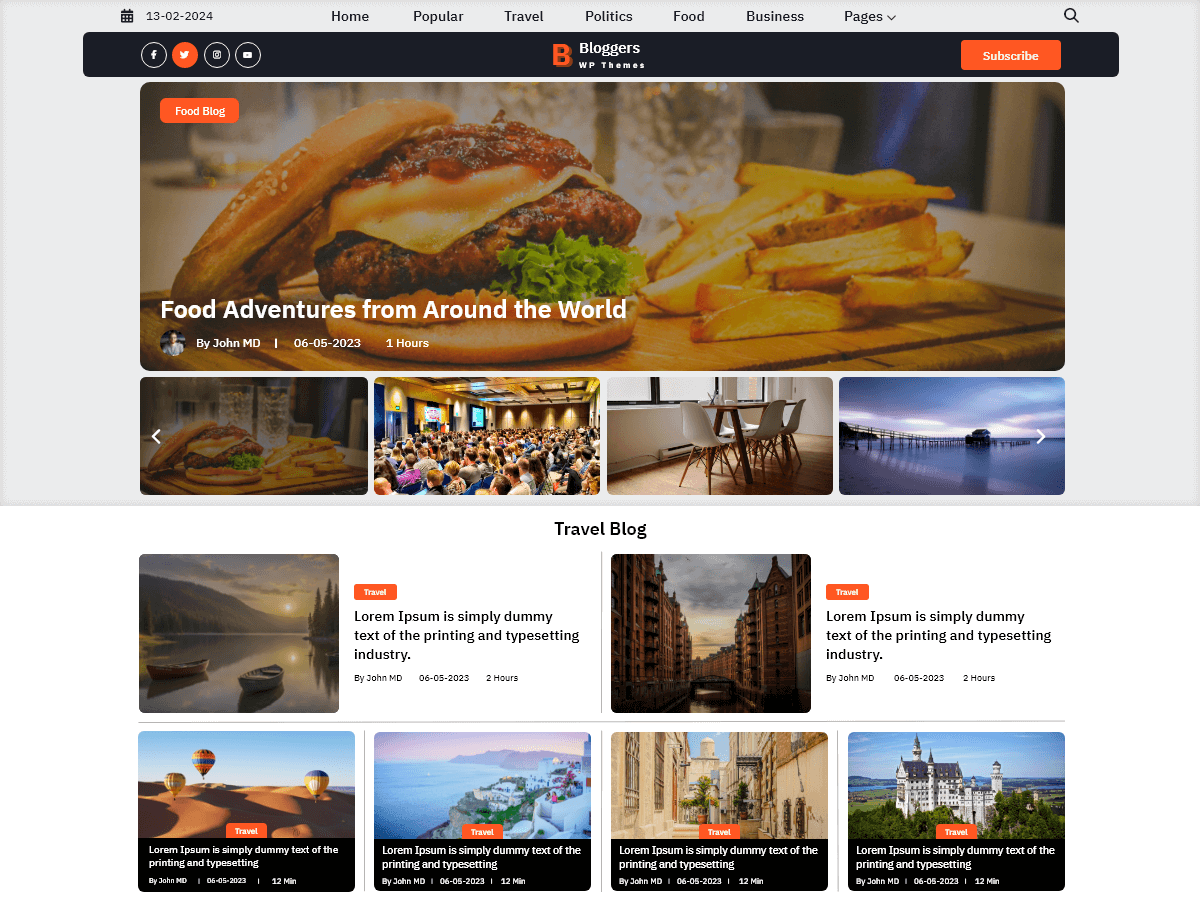 13-02-2024
Home Popular Travel Politics Food Business Pages
B Bloggers
WP Themes
Subscribe
Food Blog
Food Adventures from Around the World
By John MD | 06-05-2023 1 Hours
Travel Blog
Travel
Lorem Ipsum is simply dummy
text of the printing and typesetting
industry.
By John MD 06-05-2023 2 Hours
Travel
Lorem Ipsum is simply dummy
text of the printing and typesetting
industry.
By John MD 06-05-2023 2 Hours
Travel
Lorem Ipsum is simply dummy text of the
printing and typesetting
By John MD | 06-05-2023 | 12 Min
Travel
Lorem Ipsum is simply dummy text of the
printing and typesetting
By John MD | 06-05-2023 | 12 Min
Travel
Lorem Ipsum is simply dummy text of the
printing and typesetting
By John MD | 06-05-2023 | 12 Min
Travel
Lorem Ipsum is simply dummy text of the
printing and typesetting
By John MD | 06-05-2023 | 12 Min